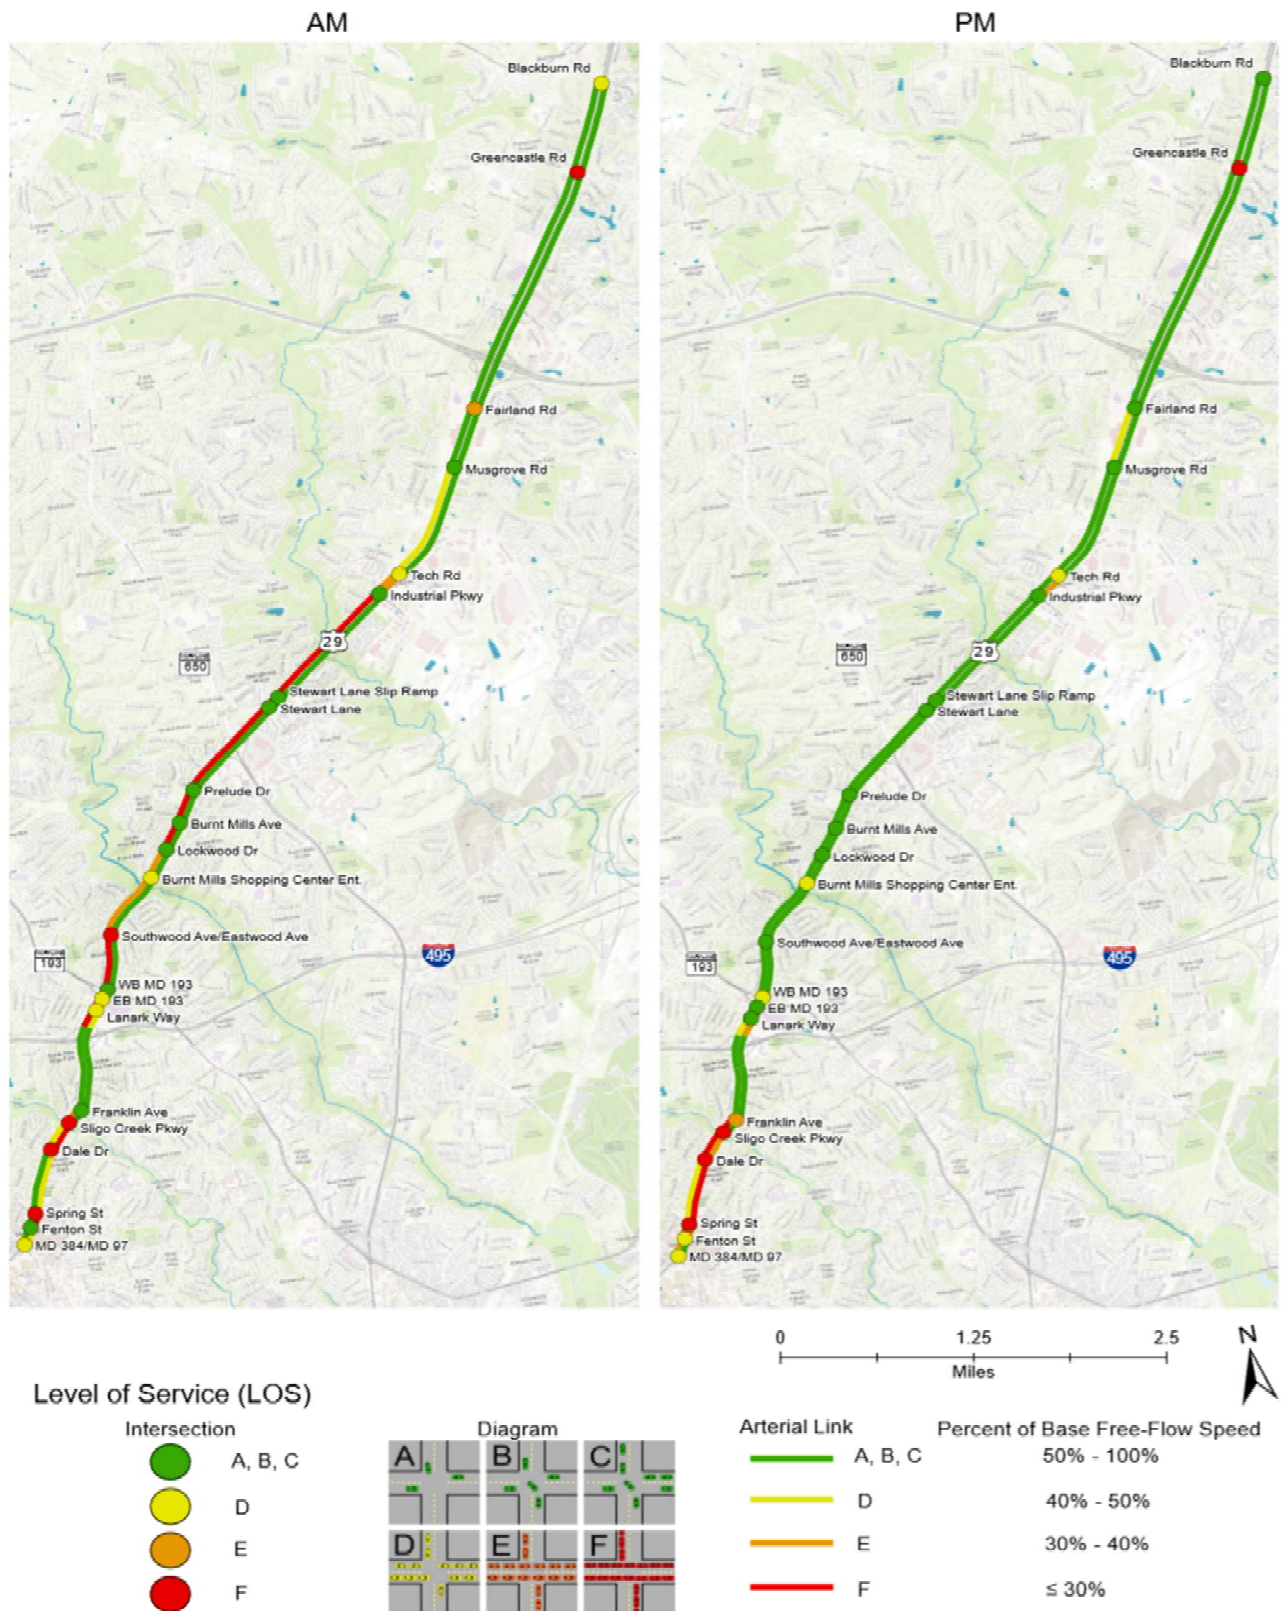 AM
PM
Blackburn Rd
Greencastle Rd
Fairland Rd
Musgrove Rd
Tech Rd
Industrial Pkwy
29
650
Stewart Lane Slip Ramp
Stewart Lane
Prelude Dr
Burnt Mills Ave
Lockwood Dr
Burnt Mills Shopping Center Ent.
Southwood Ave/Eastwood Ave
193
495
WB MD 193
EB MD 193
Lanark Way
Franklin Ave
Sligo Creek Pkwy
Dale Dr
Spring St
Fenton St
MD 384/MD 97
Blackburn Rd
Greencastle Rd
Fairland Rd
Musgrove Rd
Tech Rd
Industrial Pkwy
29
650
Stewart Lane Slip Ramp
Stewart Lane
Prelude Dr
Burnt Mills Ave
Lockwood Dr
Burnt Mills Shopping Center Ent.
Southwood Ave/Eastwood Ave
193
495
WB MD 193
EB MD 193
Lanark Way
Franklin Ave
Sligo Creek Pkwy
Dale Dr
Spring St
Fenton St
MD 384/MD 97
0 1.25 2.5
Miles
N
Level of Service (LOS)
Intersection
A, B, C
D
E
F
Diagram
A B C
D E F
Arterial Link Percent of Base Free-Flow Speed
A, B, C 50% - 100%
D 40% - 50%
E 30% - 40%
F ≤ 30%